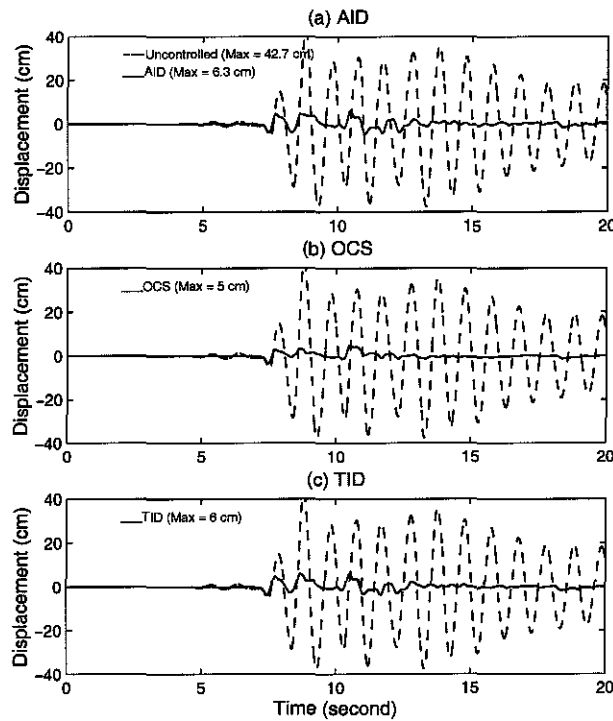 (a) AID
Uncontrolled (Max = 42.7 cm)
AID (Max = 6.3 cm)
Displacement (cm)
40
20
0
-20
-40
0
5
10
15
20
(b) OCS
OCS (Max = 5 cm)
Displacement (cm)
40
20
0
-20
-40
0
5
10
15
20
(c) TID
TID (Max = 6 cm)
Displacement (cm)
40
20
0
-20
-40
0
5
10
15
20
Time (second)